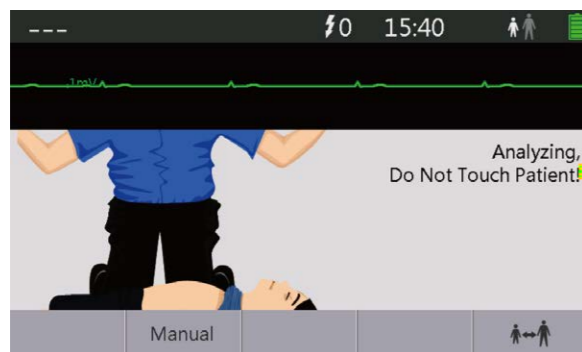 --- 0 15:40
1mV
Analyzing,
Do Not Touch Patient!
Manual